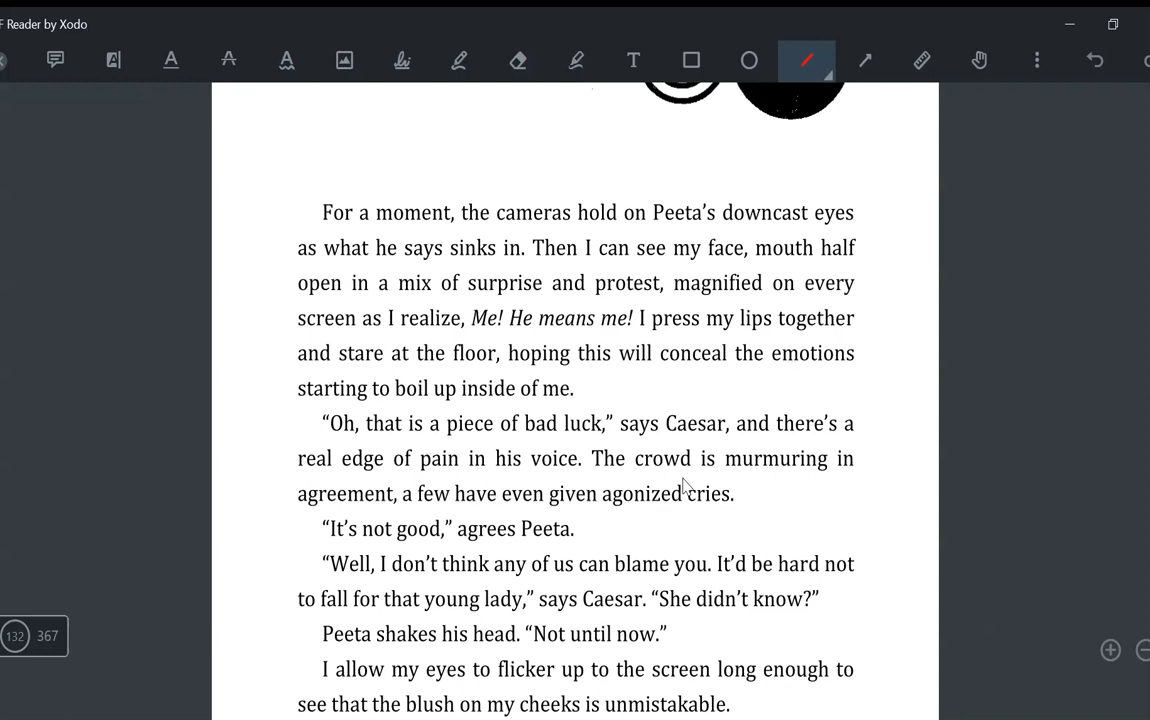 F Reader by Xodo
T
For a moment, the cameras hold on Peeta’s downcast eyes
as what he says sinks in. Then I can see my face, mouth half
open in a mix of surprise and protest, magnified on every
screen as I realize, Me! He means me! I press my lips together
and stare at the floor, hoping this will conceal the emotions
starting to boil up inside of me.
“Oh, that is a piece of bad luck,” says Caesar, and there’s a
real edge of pain in his voice. The crowd is murmuring in
agreement, a few have even given agonized cries.
“It’s not good,” agrees Peeta.
“Well, I don’t think any of us can blame you. It’d be hard not
to fall for that young lady,” says Caesar. “She didn’t know?”
Peeta shakes his head. “Not until now.”
132 367
I allow my eyes to flicker up to the screen long enough to
see that the blush on my cheeks is unmistakable.